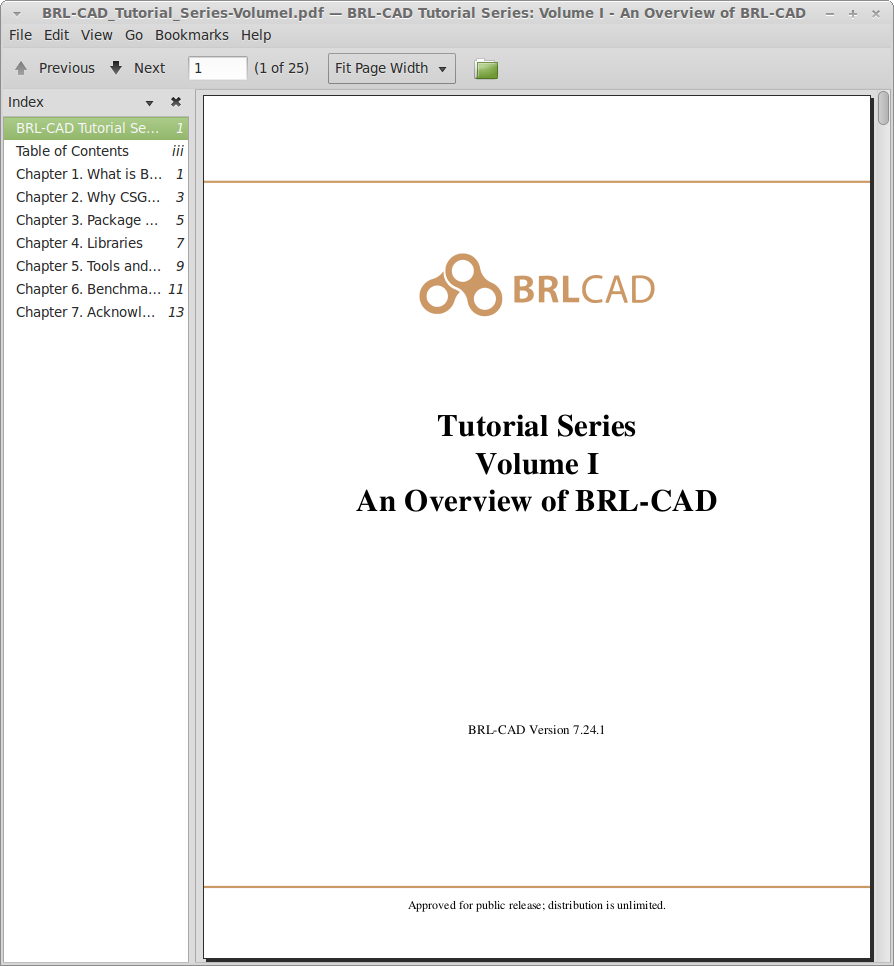 BRL-CAD_Tutorial_Series-VolumeI.pdf — BRL-CAD Tutorial Series: Volume I - An Overview of BRL-CAD
File Edit View Go Bookmarks Help
Previous Next 1 (1 of 25) Fit Page Width
Index
BRL-CAD Tutorial Se... 1
Table of Contents iii
Chapter 1. What is B... 1
Chapter 2. Why CSG... 3
Chapter 3. Package ... 5
Chapter 4. Libraries 7
Chapter 5. Tools and... 9
Chapter 6. Benchma... 11
Chapter 7. Acknowl... 13
BRLCAD
Tutorial Series
Volume I
An Overview of BRL-CAD
BRL-CAD Version 7.24.1
Approved for public release; distribution is unlimited.